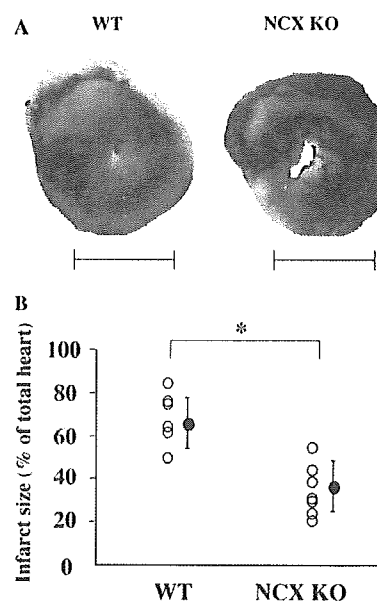 A
WT
NCX KO
B
*
Infarct size (% of total heart)
100
80
60
40
20
0
WT
NCX KO